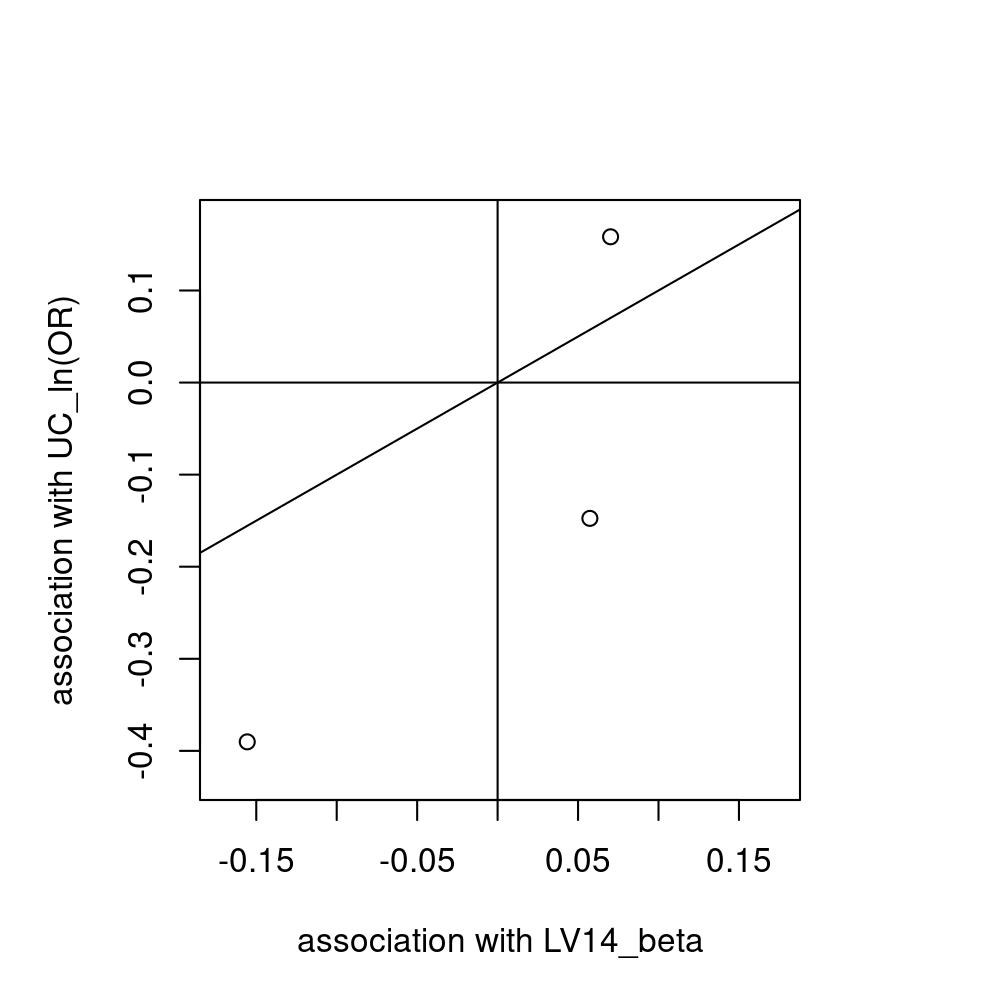 association with UC_ln(OR)
0.1
0.0
-0.1
-0.2
-0.3
-0.4
-0.15 -0.05 0.05 0.15
association with LV14_beta